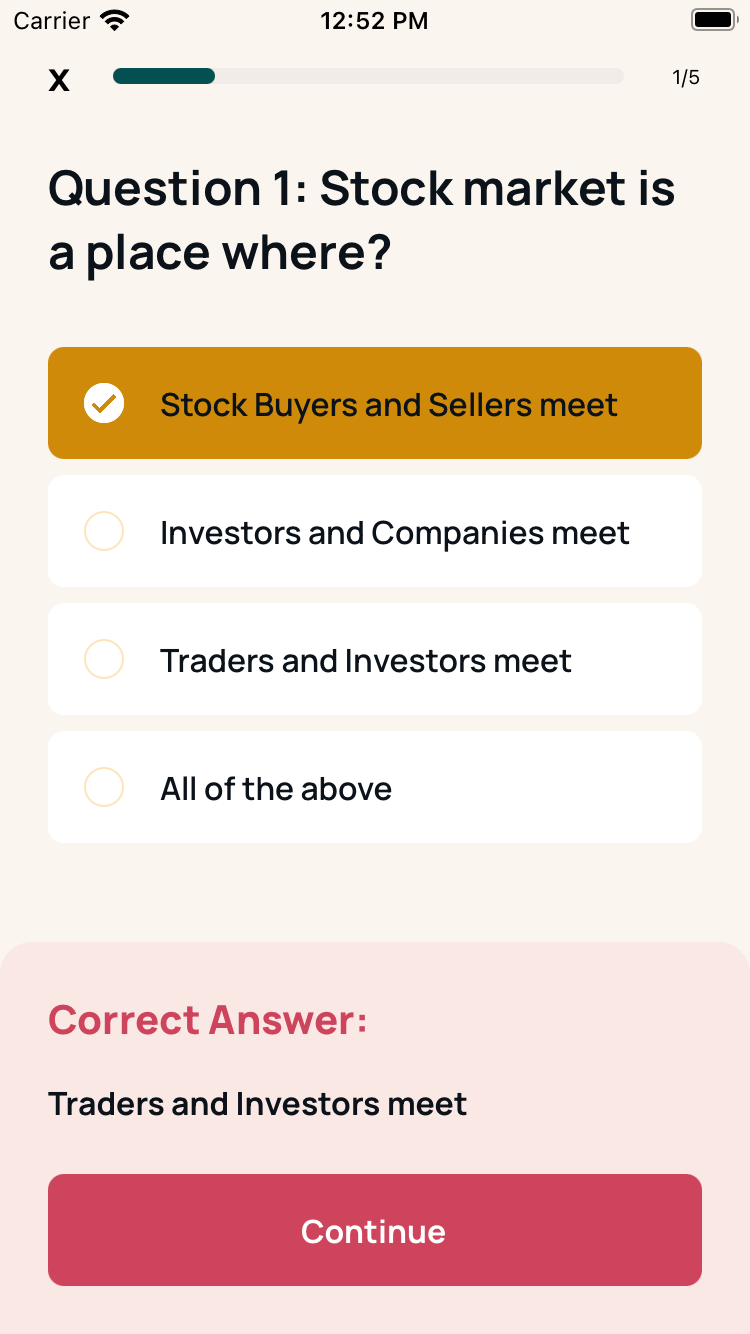 Carrier 12:52 PM
X 1/5
Question 1: Stock market is
a place where?
Stock Buyers and Sellers meet
Investors and Companies meet
Traders and Investors meet
All of the above
Correct Answer:
Traders and Investors meet
Continue